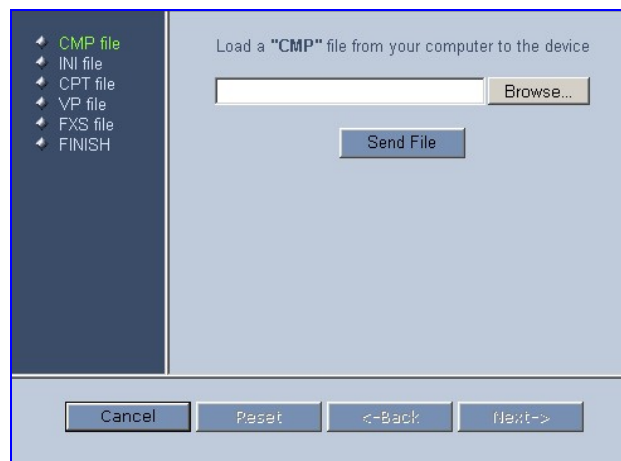 CMP file
INI file
CPT file
VP file
FXS file
FINISH
Load a "CMP" file from your computer to the device
Browse...
Send File
Cancel
Reset
<-Back
Next->